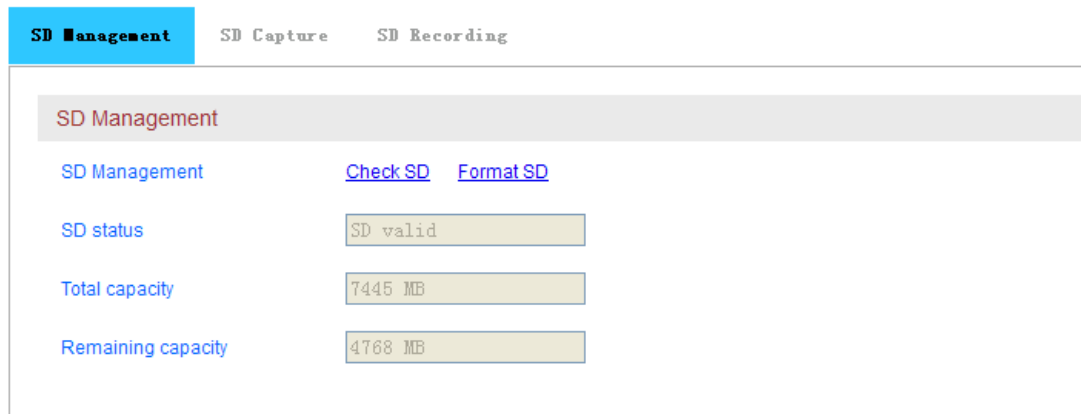 SD Management SD Capture SD Recording
SD Management
SD Management Check SD Format SD
SD status SD valid
Total capacity 7445 MB
Remaining capacity 4768 MB